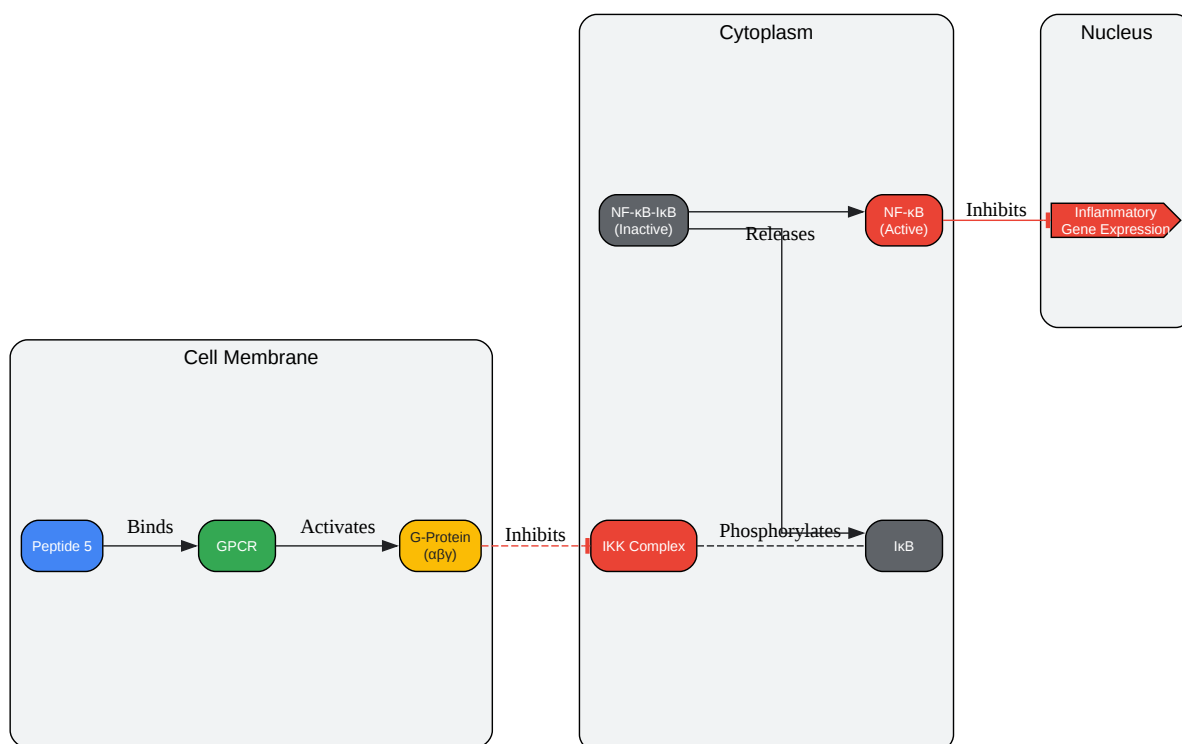 Cytoplasm
Nucleus
NF-κB-IκB
(Inactive)
Releases
NF-κB
(Active)
Inhibits
Inflammatory
Gene Expression
Cell Membrane
Peptide 5
Binds
GPCR
Activates
G-Protein
(αβγ)
Inhibits
IKK Complex
Phosphorylates
IκB